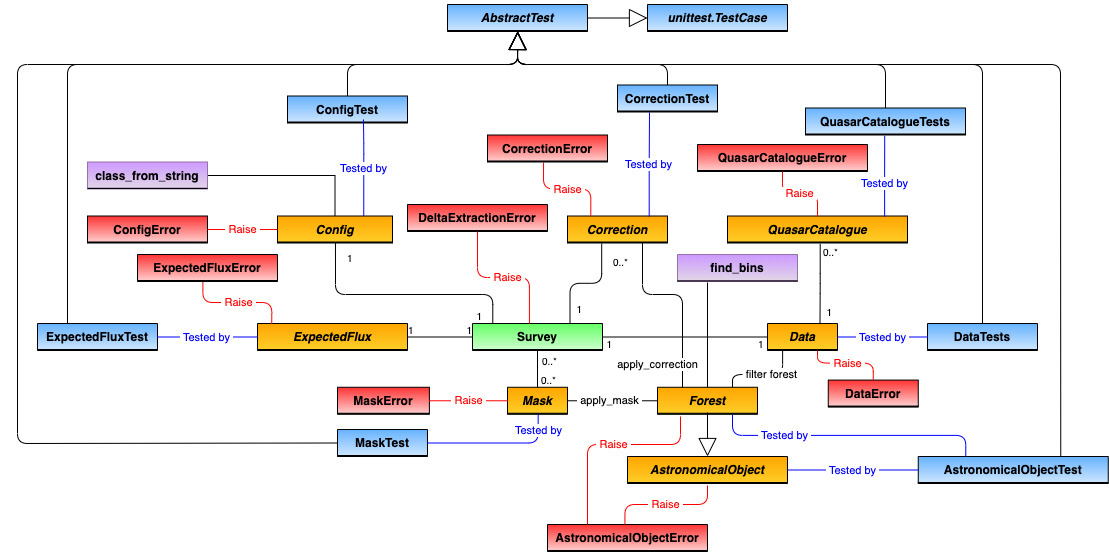 AbstractTest
unittest.TestCase
ConfigTest
CorrectionTest
QuasarCatalogueTests
CorrectionError
QuasarCatalogueError
Tested by
Tested by
class_from_string
Raise
Raise
Tested by
ConfigError
Raise
Config
DeltaExtractionError
Correction
QuasarCatalogue
1
0..*
0..*
ExpectedFluxError
find_bins
Raise
Raise
1
1
1
ExpectedFluxTest
Tested by
ExpectedFlux
1
1
Survey
1
1
Data
Tested by
DataTests
0..*
apply_correction
Raise
0..*
filter forest
MaskError
Raise
Mask
apply_mask
Forest
DataError
MaskTest
Tested by
Raise
Tested by
AstronomicalObject
Tested by
AstronomicalObjectTest
Raise
AstronomicalObjectError